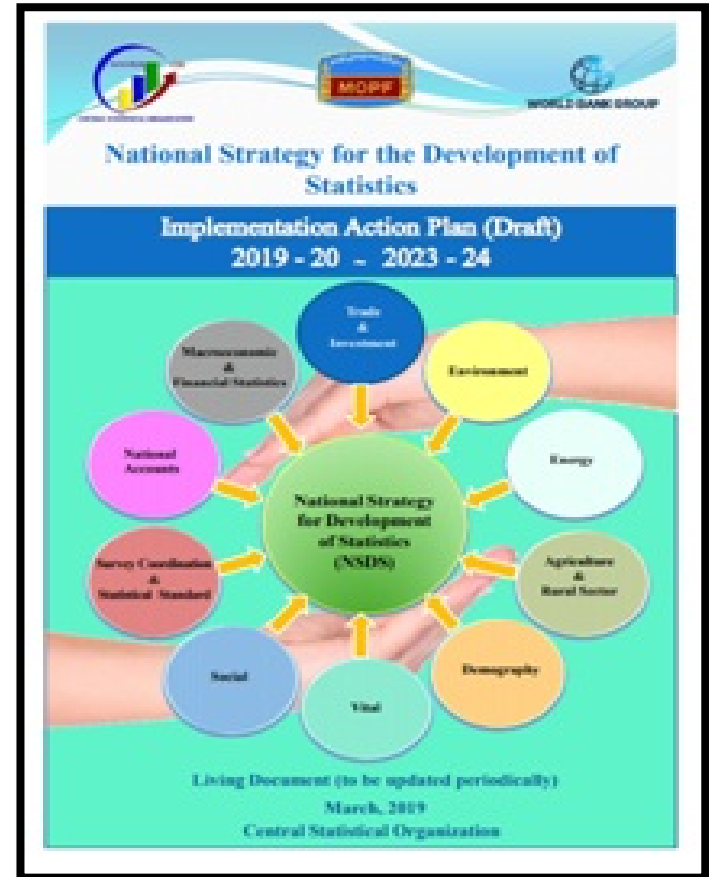 MOPF
WORLD BANK GROUP
National Strategy for the Development of
Statistics
Implementation Action Plan (Draft)
2019 - 20 ~ 2023 - 24
Trade
&
Investment
Macroeconomic
&
Financial Statistics
Environment
National
Accounts
Energy
National Strategy
for Development
of Statistics
(NSDS)
Survey Coordination
&
Statistical Standard
Agriculture
&
Rural Sector
Social
Demography
Vital
Living Document (to be updated periodically)
March, 2019
Central Statistical Organization